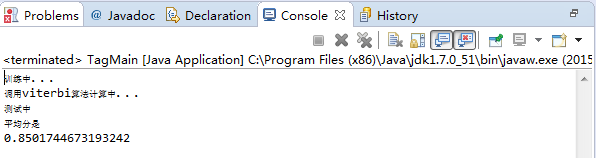 Problems @ Javadoc Declaration Console History
<terminated> TagMain [Java Application] C:\Program Files (x86)\Java\jdk1.7.0_51\bin\javaw.exe (2015
训练中...
调用viterbi算法计算中...
测试中
平均分是
0.8501744673193242